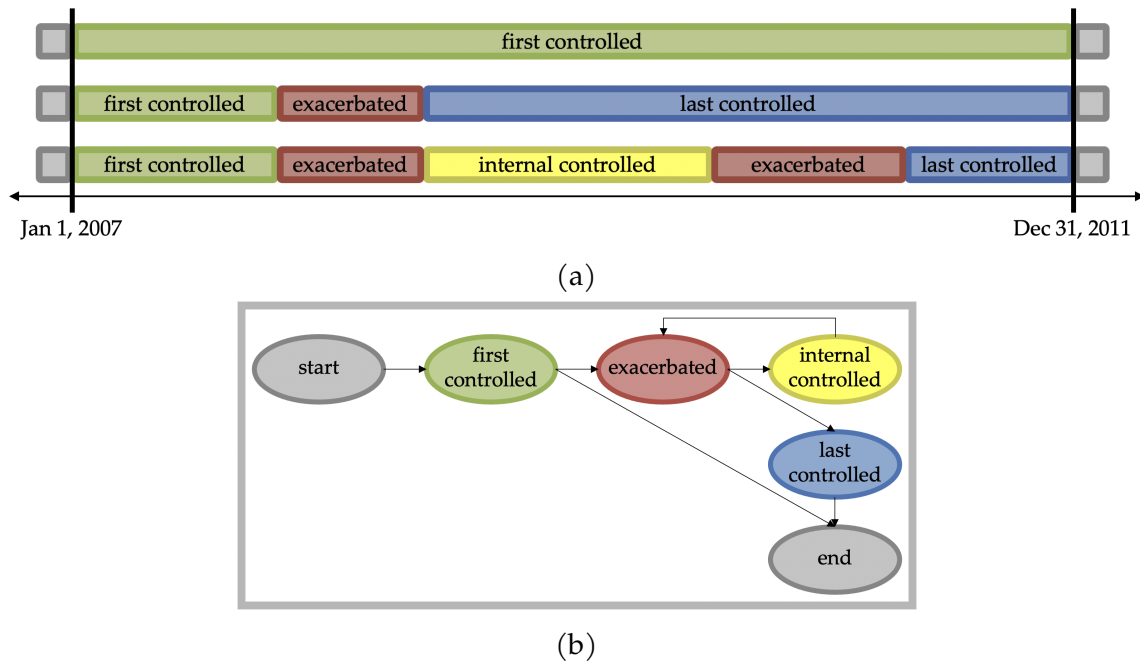 first controlled
first controlled exacerbated last controlled
first controlled exacerbated internal controlled exacerbated last controlled
Jan 1, 2007 Dec 31, 2011
(a)
start
first
controlled
exacerbated
internal
controlled
last
controlled
end
(b)